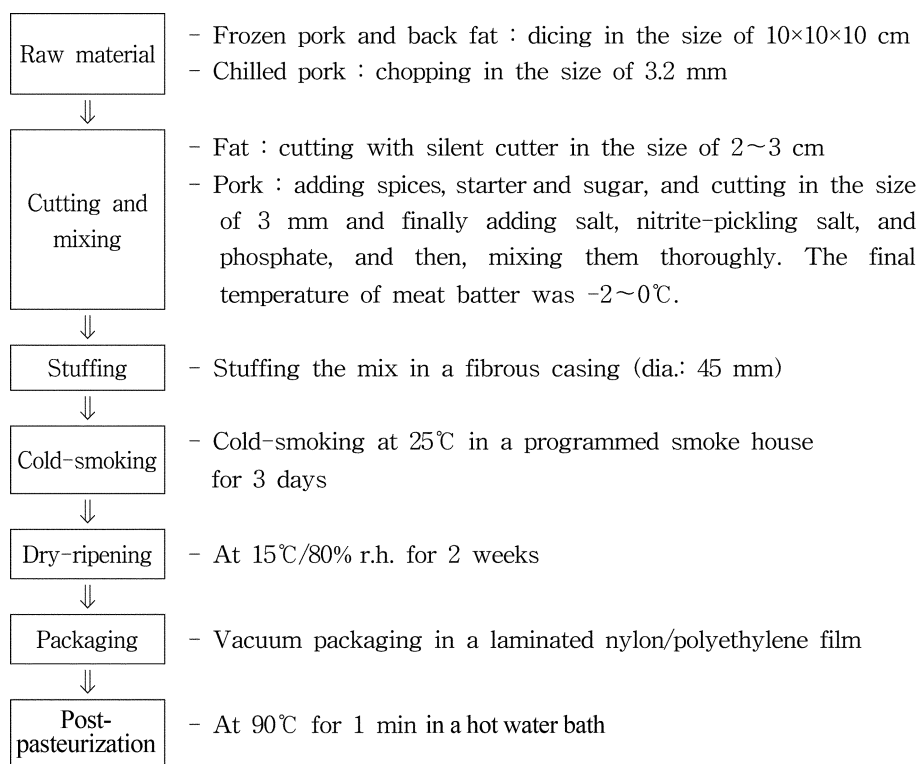 Raw material
- Frozen pork and back fat : dicing in the size of 10×10×10 cm
- Chilled pork : chopping in the size of 3.2 mm
⇓
Cutting and
mixing
- Fat : cutting with silent cutter in the size of 2~3 cm
- Pork : adding spices, starter and sugar, and cutting in the size
of 3 mm and finally adding salt, nitrite-pickling salt, and
phosphate, and then, mixing them thoroughly. The final
temperature of meat batter was -2~0℃.
⇓
Stuffing
- Stuffing the mix in a fibrous casing (dia.: 45 mm)
⇓
Cold-smoking
- Cold-smoking at 25℃ in a programmed smoke house
for 3 days
⇓
Dry-ripening
- At 15℃/80% r.h. for 2 weeks
⇓
Packaging
- Vacuum packaging in a laminated nylon/polyethylene film
⇓
Post-
pasteurization
- At 90℃ for 1 min in a hot water bath